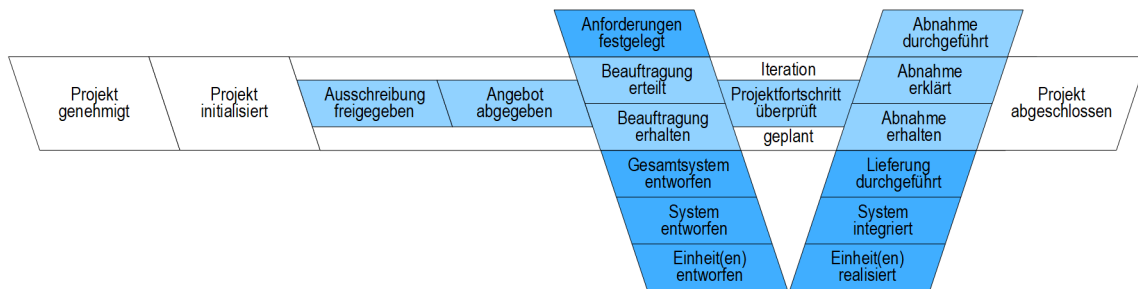 Projekt
genehmigt
Projekt
initialisiert
Ausschreibung
freigegeben
Angebot
abgegeben
Anforderungen
festgelegt
Beauftragung
erteilt
Beauftragung
erhalten
Gesamtsystem
entworfen
System
entworfen
Einheit(en)
entworfen
Iteration
Projektfortschritt
überprüft
geplant
Abnahme
durchgeführt
Abnahme
erklärt
Abnahme
erhalten
Lieferung
durchgeführt
System
integriert
Einheit(en)
realisiert
Projekt
abgeschlossen